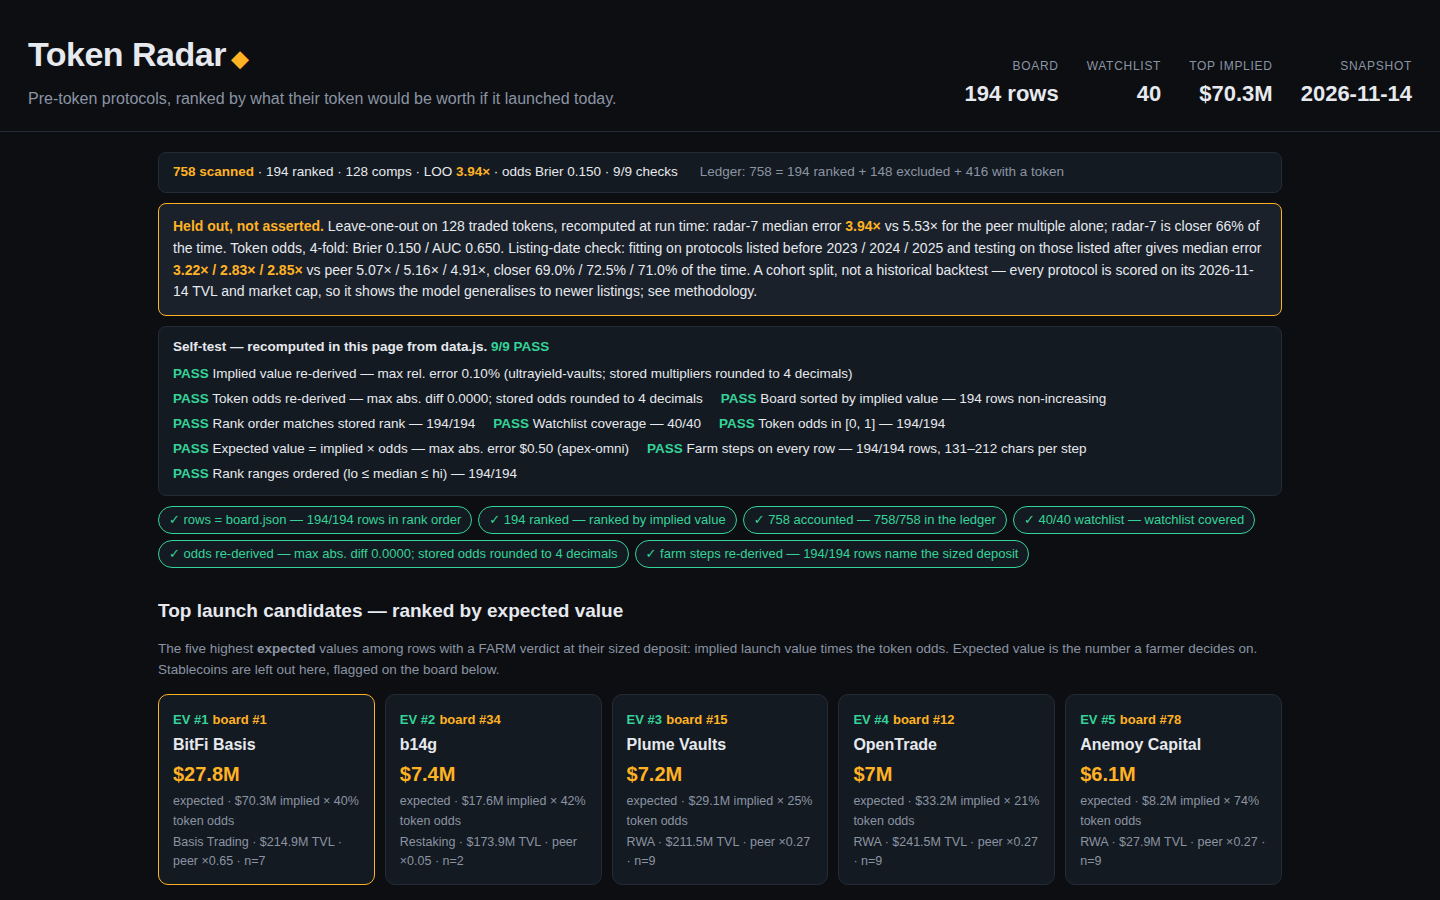 Token Radar◆
Pre-token protocols, ranked by what their token would be worth if it launched today.
BOARD WATCHLIST TOP IMPLIED SNAPSHOT
194 rows 40 $70.3M 2026-11-14
758 scanned · 194 ranked · 128 comps · LOO 3.94× · odds Brier 0.150 · 9/9 checks Ledger: 758 = 194 ranked + 148 excluded + 416 with a token
Held out, not asserted. Leave-one-out on 128 traded tokens, recomputed at run time: radar-7 median error 3.94× vs 5.53× for the peer multiple alone; radar-7 is closer 66% of
the time. Token odds, 4-fold: Brier 0.150 / AUC 0.650. Listing-date check: fitting on protocols listed before 2023 / 2024 / 2025 and testing on those listed after gives median error
3.22× / 2.83× / 2.85× vs peer 5.07× / 5.16× / 4.91×, closer 69.0% / 72.5% / 71.0% of the time. A cohort split, not a historical backtest — every protocol is scored on its 2026-11-
14 TVL and market cap, so it shows the model generalises to newer listings; see methodology.
Self-test — recomputed in this page from data.js. 9/9 PASS
PASS Implied value re-derived — max rel. error 0.10% (ultrayield-vaults; stored multipliers rounded to 4 decimals)
PASS Token odds re-derived — max abs. diff 0.0000; stored odds rounded to 4 decimals PASS Board sorted by implied value — 194 rows non-increasing
PASS Rank order matches stored rank — 194/194 PASS Watchlist coverage — 40/40 PASS Token odds in [0, 1] — 194/194
PASS Expected value = implied × odds — max abs. error $0.50 (apex-omni) PASS Farm steps on every row — 194/194 rows, 131–212 chars per step
PASS Rank ranges ordered (lo ≤ median ≤ hi) — 194/194
✓ rows = board.json — 194/194 rows in rank order ✓ 194 ranked — ranked by implied value ✓ 758 accounted — 758/758 in the ledger ✓ 40/40 watchlist — watchlist covered
✓ odds re-derived — max abs. diff 0.0000; stored odds rounded to 4 decimals ✓ farm steps re-derived — 194/194 rows name the sized deposit
Top launch candidates — ranked by expected value
The five highest expected values among rows with a FARM verdict at their sized deposit: implied launch value times the token odds. Expected value is the number a farmer decides on.
Stablecoins are left out here, flagged on the board below.
EV #1 board #1
BitFi Basis
$27.8M
expected · $70.3M implied × 40%
token odds
Basis Trading · $214.9M TVL ·
peer ×0.65 · n=7
EV #2 board #34
b14g
$7.4M
expected · $17.6M implied × 42%
token odds
Restaking · $173.9M TVL · peer
×0.05 · n=2
EV #3 board #15
Plume Vaults
$7.2M
expected · $29.1M implied × 25%
token odds
RWA · $211.5M TVL · peer ×0.27
· n=9
EV #4 board #12
OpenTrade
$7M
expected · $33.2M implied × 21%
token odds
RWA · $241.5M TVL · peer ×0.27
· n=9
EV #5 board #78
Anemoy Capital
$6.1M
expected · $8.2M implied × 74%
token odds
RWA · $27.9M TVL · peer ×0.27 ·
n=9